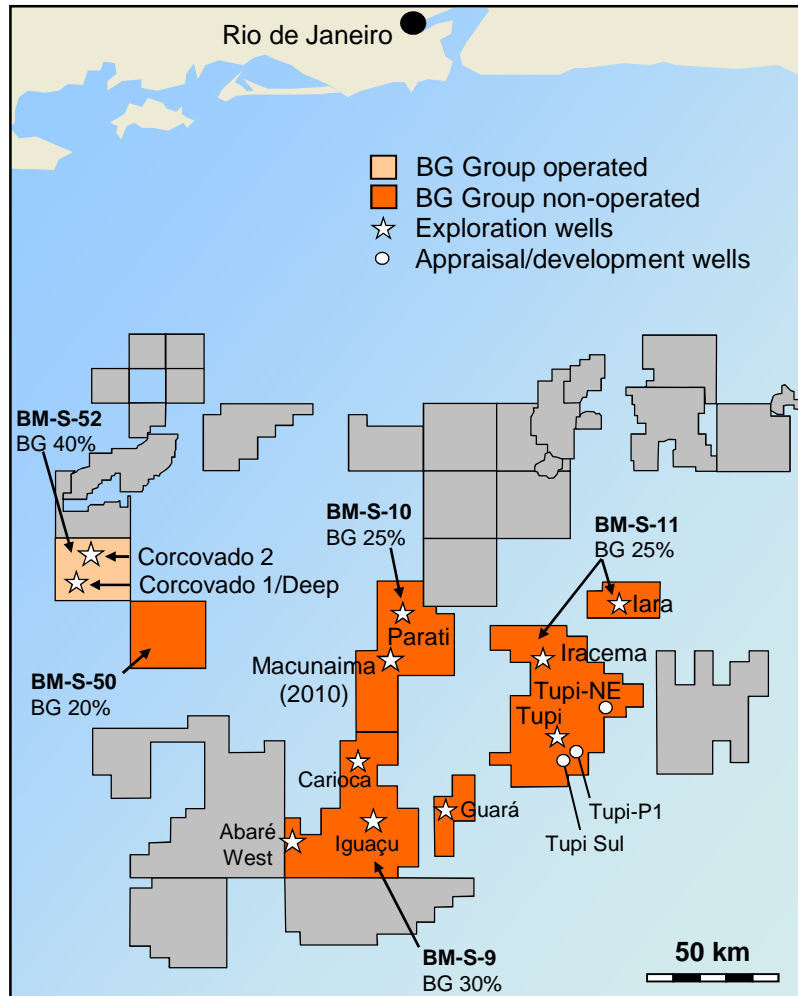 Rio de Janeiro
BG Group operated
BG Group non-operated
Exploration wells
Appraisal/development wells
BM-S-52
BG 40%
BM-S-10
BG 25%
BM-S-11
BG 25%
Corcovado 2
Corcovado 1/Deep
Iara
Parati
Iracema
BM-S-50
BG 20%
Macunaima
(2010)
Tupi-NE
Tupi
Carioca
Guará
Tupi-P1
Tupi Sul
Abaré
West
Iguaçu
BM-S-9
BG 30%
50 km